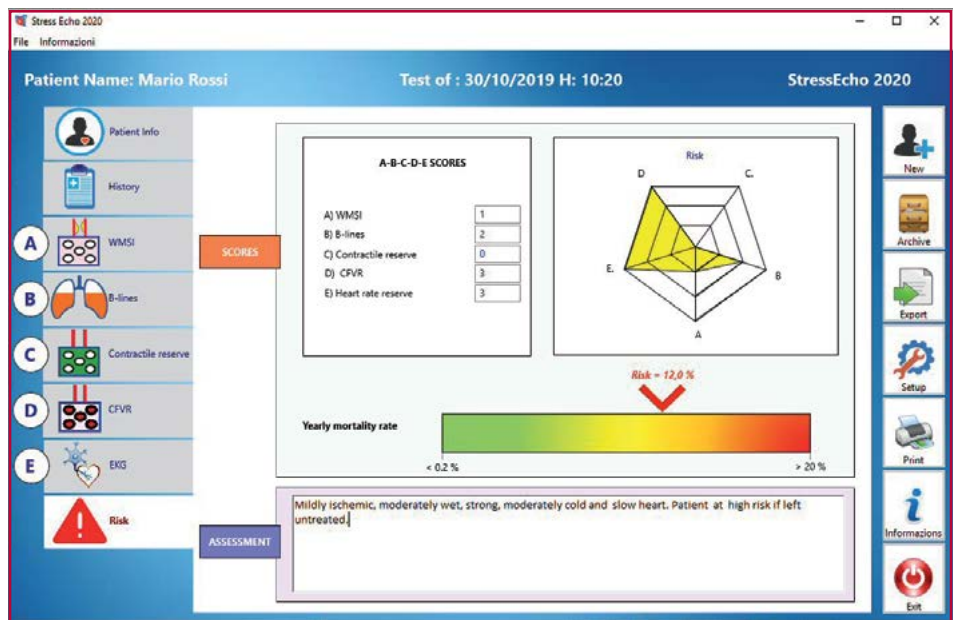 Stress Echo 2020
File Informazioni
Patient Name: Mario Rossi
Test of : 30/10/2019 H: 10:20
StressEcho 2020
Patient Info
History
A
WMSI
B
B-lines
C
Contractile reserve
D
CFVR
E
EKG
Risk
SCORES
A-B-C-D-E SCORES
A) WMSI 1
B) B-lines 2
C) Contractile reserve 0
D) CFVR 3
E) Heart rate reserve 3
Risk
D
C.
E.
B
A
Risk = 12,0 %
Yearly mortality rate
< 0.2 %
> 20 %
ASSESSMENT
Mildly ischemic, moderately wet, strong, moderately cold and slow heart. Patient at high risk if left
untreated.
New
Archive
Export
Setup
Print
Informazions
Exit